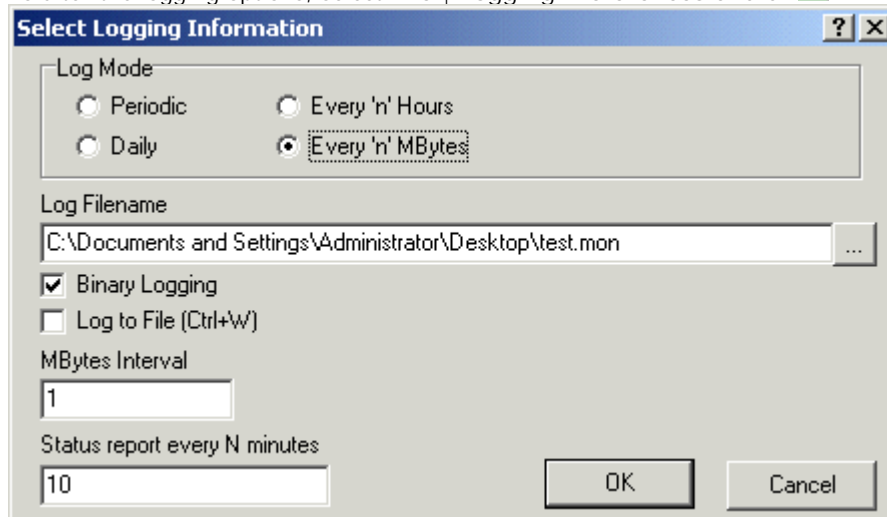 Select Logging Information
Log Mode
Periodic
Every 'n' Hours
Daily
Every 'n' MBytes
Log Filename
C:\Documents and Settings\Administrator\Desktop\test.mon
...
Binary Logging
Log to File (Ctrl+W)
MBytes Interval
1
Status report every N minutes
10
OK
Cancel